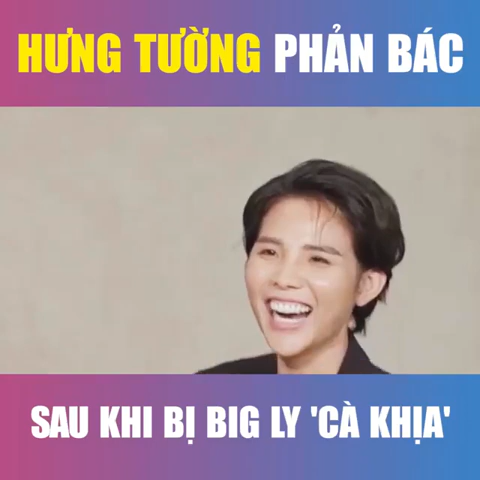 HƯNG TƯỜNG PHẢN BÁC
SAU KHI BỊ BIG LY 'CÀ KHỊA'